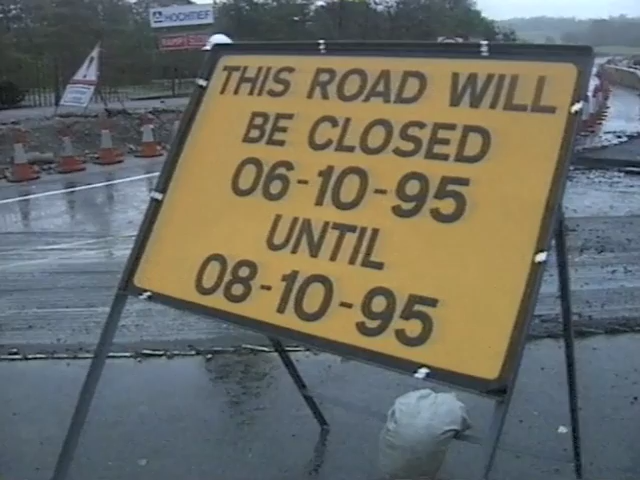 HOCHTIEF
THIS ROAD WILL
BE CLOSED
06-10-95
UNTIL
08-10-95